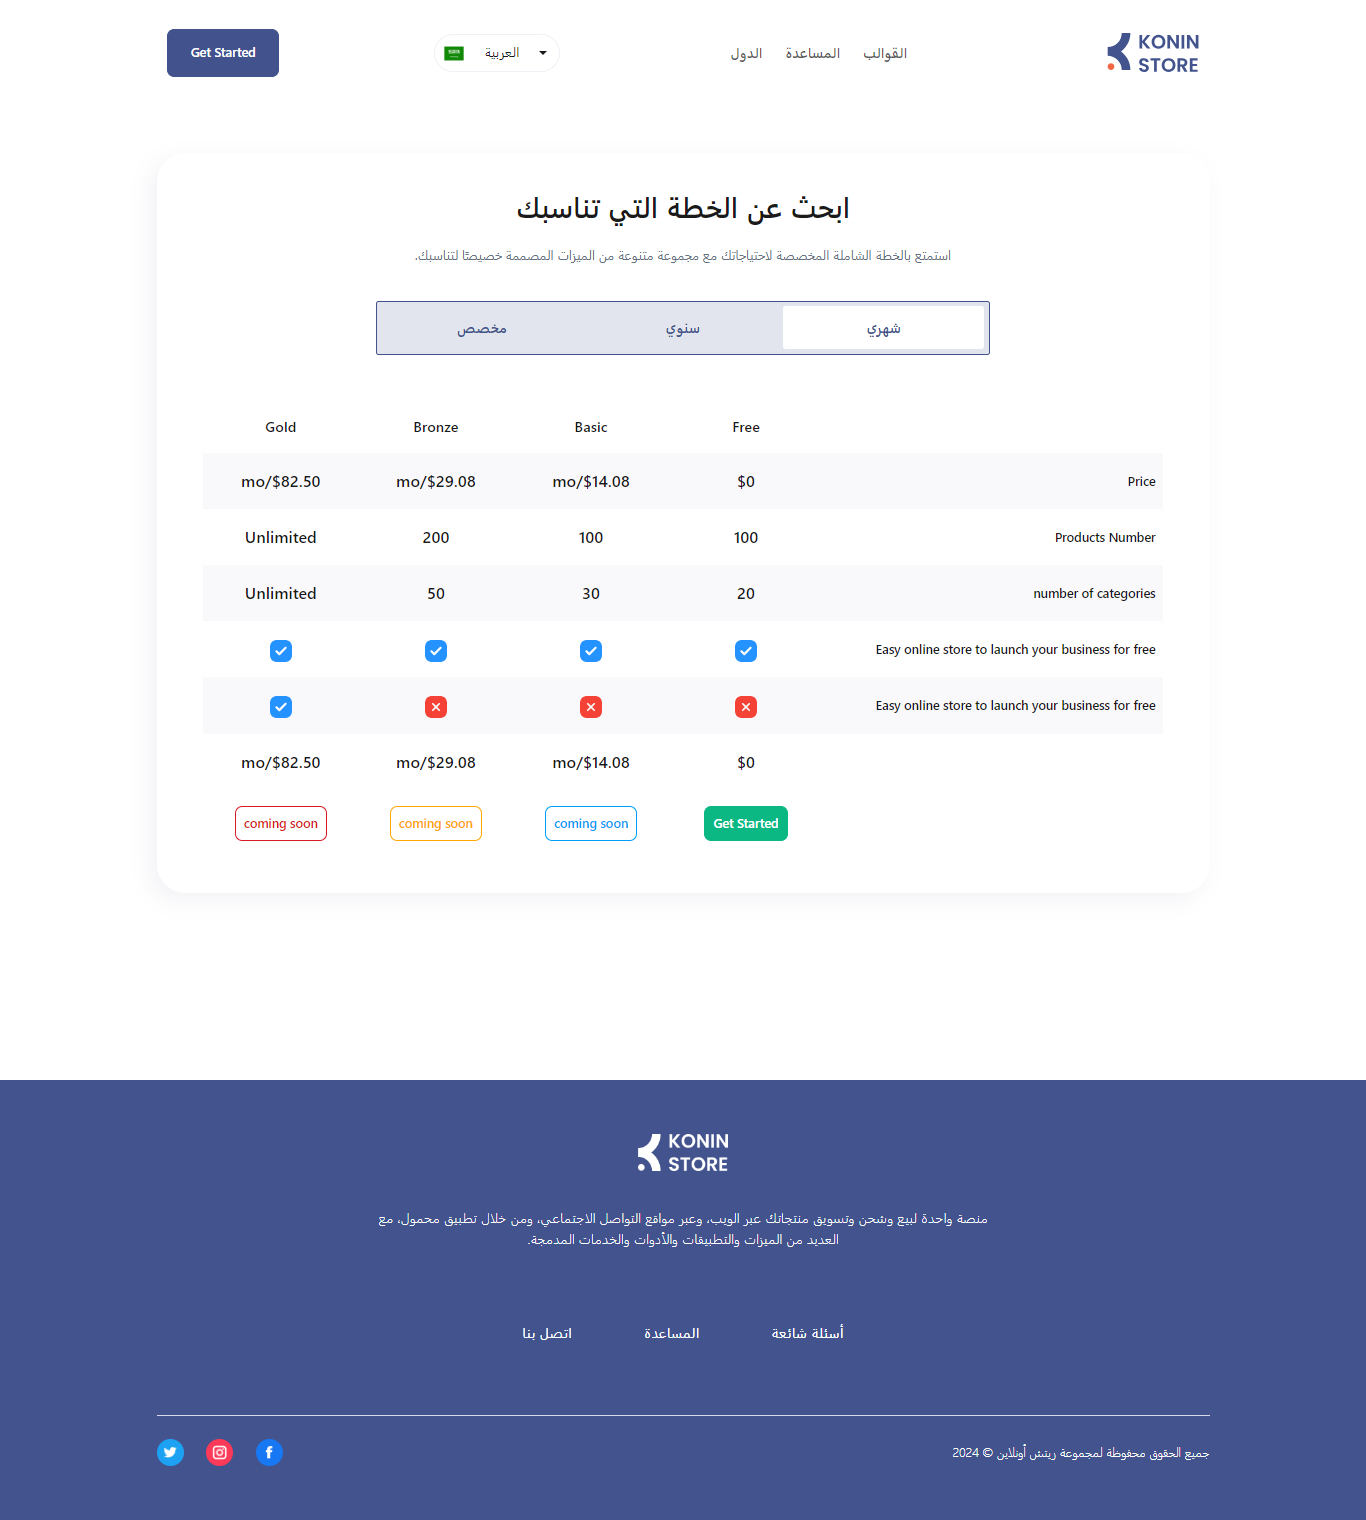 KONIN
STORE
القوالب المساعدة الدول
العربية
Get Started
ابحث عن الخطة التي تناسبك
استمتع بالخطة الشاملة المخصصة لاحتياجاتك مع مجموعة متنوعة من الميزات المصممة خصيصًا لتناسبك.
شهري سنوي مخصص
Free Basic Bronze Gold
Price $0 mo/$14.08 mo/$29.08 mo/$82.50
Products Number 100 100 200 Unlimited
number of categories 20 30 50 Unlimited
Easy online store to launch your business for free
Easy online store to launch your business for free
$0 mo/$14.08 mo/$29.08 mo/$82.50
Get Started coming soon coming soon coming soon
KONIN
STORE
منصة واحدة لبيع وشحن وتسويق منتجاتك عبر الويب، وعبر مواقع التواصل الاجتماعي، ومن خلال تطبيق محمول، مع
العديد من الميزات والتطبيقات والأدوات والخدمات المدمجة.
أسئلة شائعة المساعدة اتصل بنا
جميع الحقوق محفوظة لمجموعة ريتش أونلاين © 2024